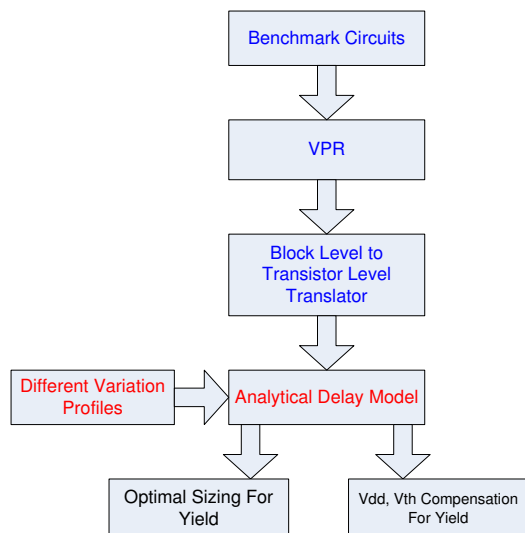 Benchmark Circuits
VPR
Block Level to
Transistor Level
Translator
Different Variation
Profiles
Analytical Delay Model
Optimal Sizing For
Yield
Vdd, Vth Compensation
For Yield